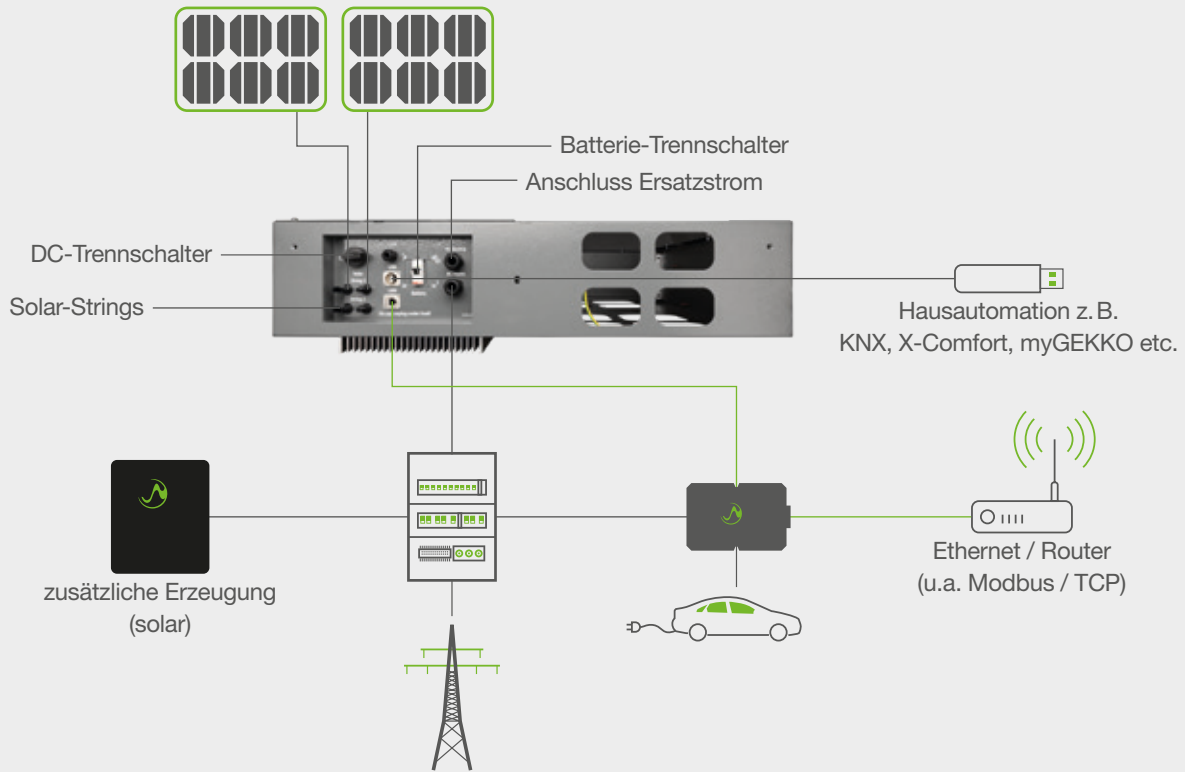 Batterie-Trennschalter
Anschluss Ersatzstrom
DC-Trennschalter
Solar-Strings
Hausautomation z. B.
KNX, X-Comfort, myGEKKO etc.
zusätzliche Erzeugung
(solar)
Ethernet / Router
(u.a. Modbus / TCP)